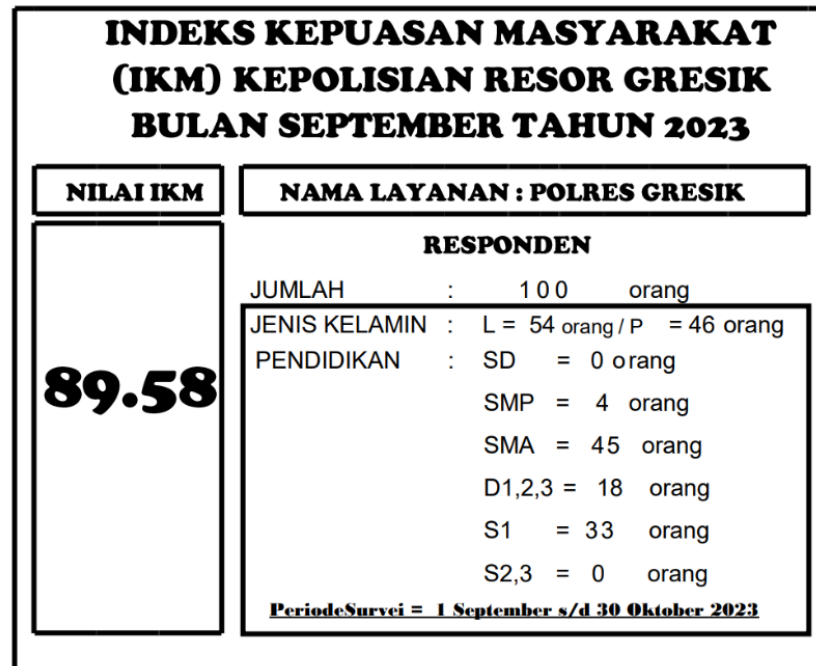 INDEKS KEPUASAN MASYARAKAT
(IKM) KEPOLISIAN RESOR GRESIK
BULAN SEPTEMBER TAHUN 2023
NILAI IKM
NAMA LAYANAN : POLRES GRESIK
89.58
RESPONDEN
JUMLAH : 100 orang
JENIS KELAMIN : L = 54 orang / P = 46 orang
PENDIDIKAN : SD = 0 orang
SMP = 4 orang
SMA = 45 orang
D1,2,3 = 18 orang
S1 = 33 orang
S2,3 = 0 orang
PeriodeSurvei = 1 September s/d 30 Oktober 2023